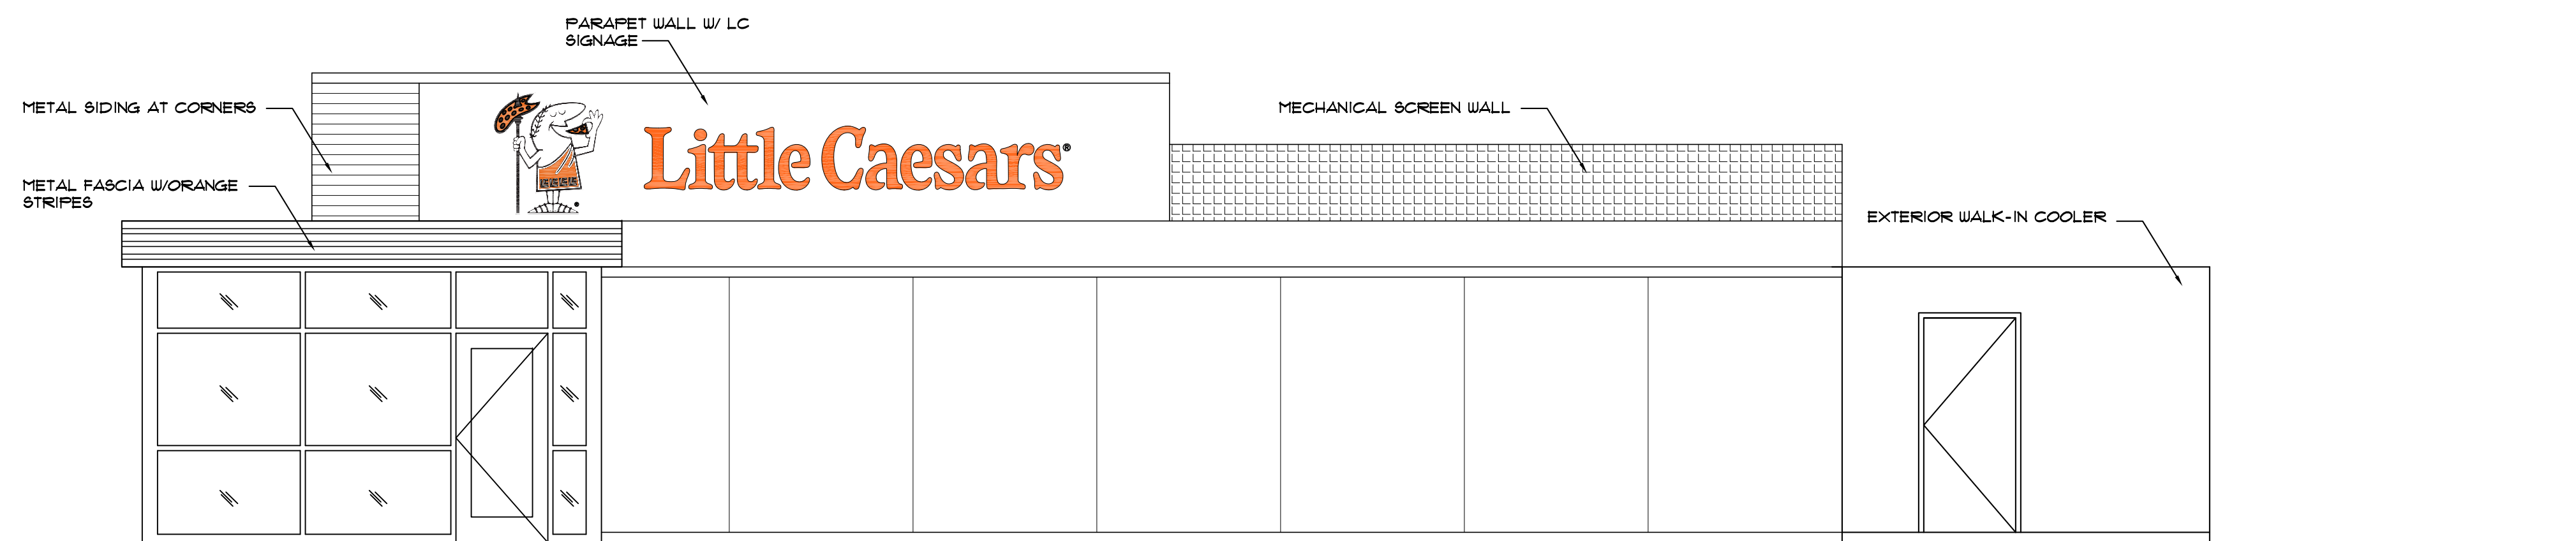 PARAPET WALL W/ LC
SIGNAGE
METAL SIDING AT CORNERS
MECHANICAL SCREEN WALL
Little Caesars®
METAL FASCIA W/ORANGE
STRIPES
EXTERIOR WALK-IN COOLER